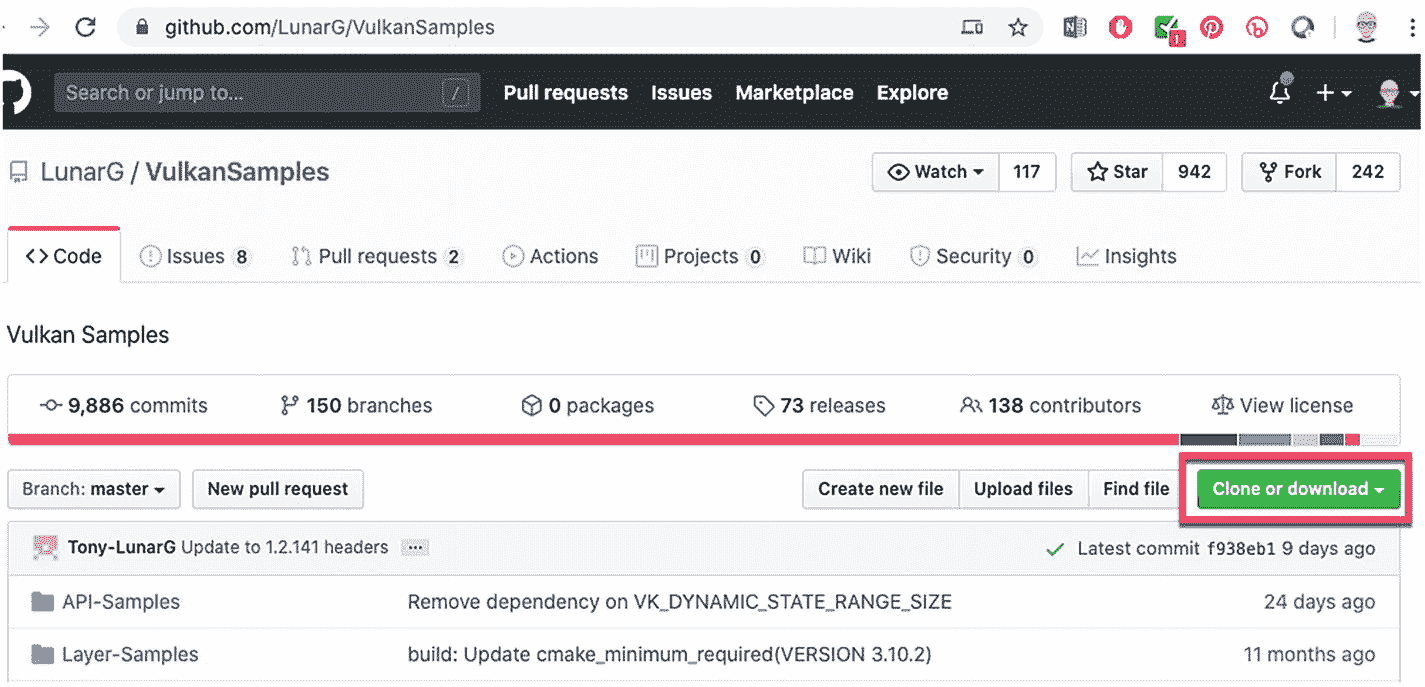 github.com/LunarG/VulkanSamples
1
Search or jump to... / Pull requests Issues Marketplace Explore
LunarG / VulkanSamples Watch 117 Star 942 Fork 242
Code Issues 8 Pull requests 2 Actions Projects 0 Wiki Security 0 Insights
Vulkan Samples
9,886 commits 150 branches 0 packages 73 releases 138 contributors View license
Branch: master New pull request Create new file Upload files Find file Clone or download
Tony-LunarG Update to 1.2.141 headers ... Latest commit f938eb1 9 days ago
API-Samples Remove dependency on VK_DYNAMIC_STATE_RANGE_SIZE 24 days ago
Layer-Samples build: Update cmake_minimum_required(VERSION 3.10.2) 11 months ago